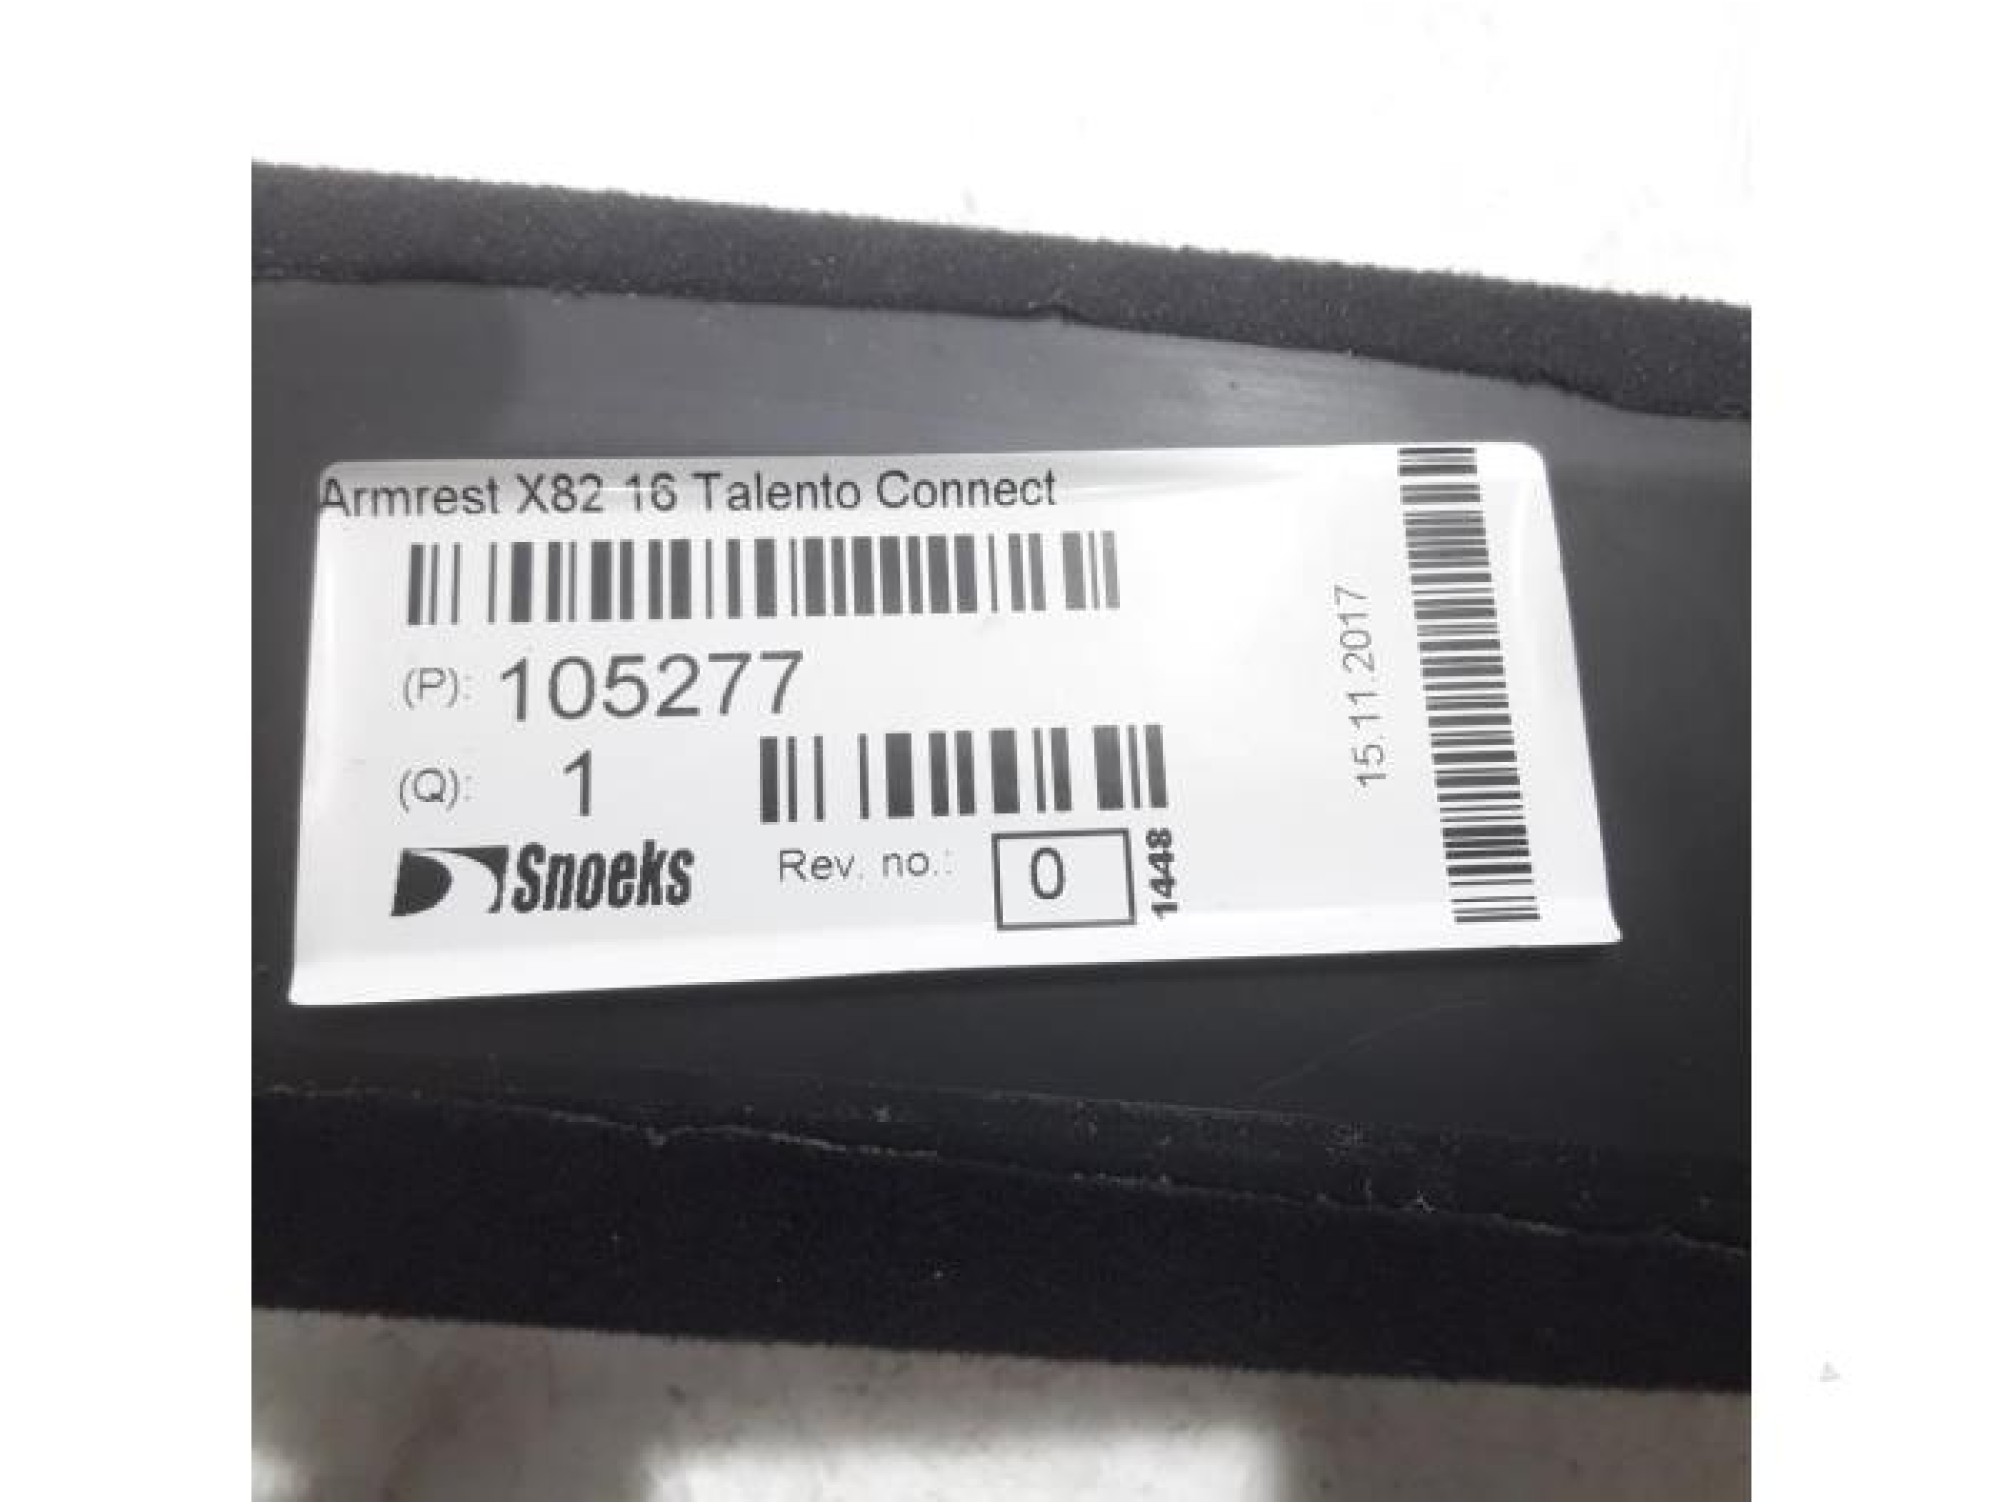 Armrest X82 16 Talento Connect
(P): 105277
(Q): 1
Snoeks
Rev. no.: 0
1448
15.11.2017